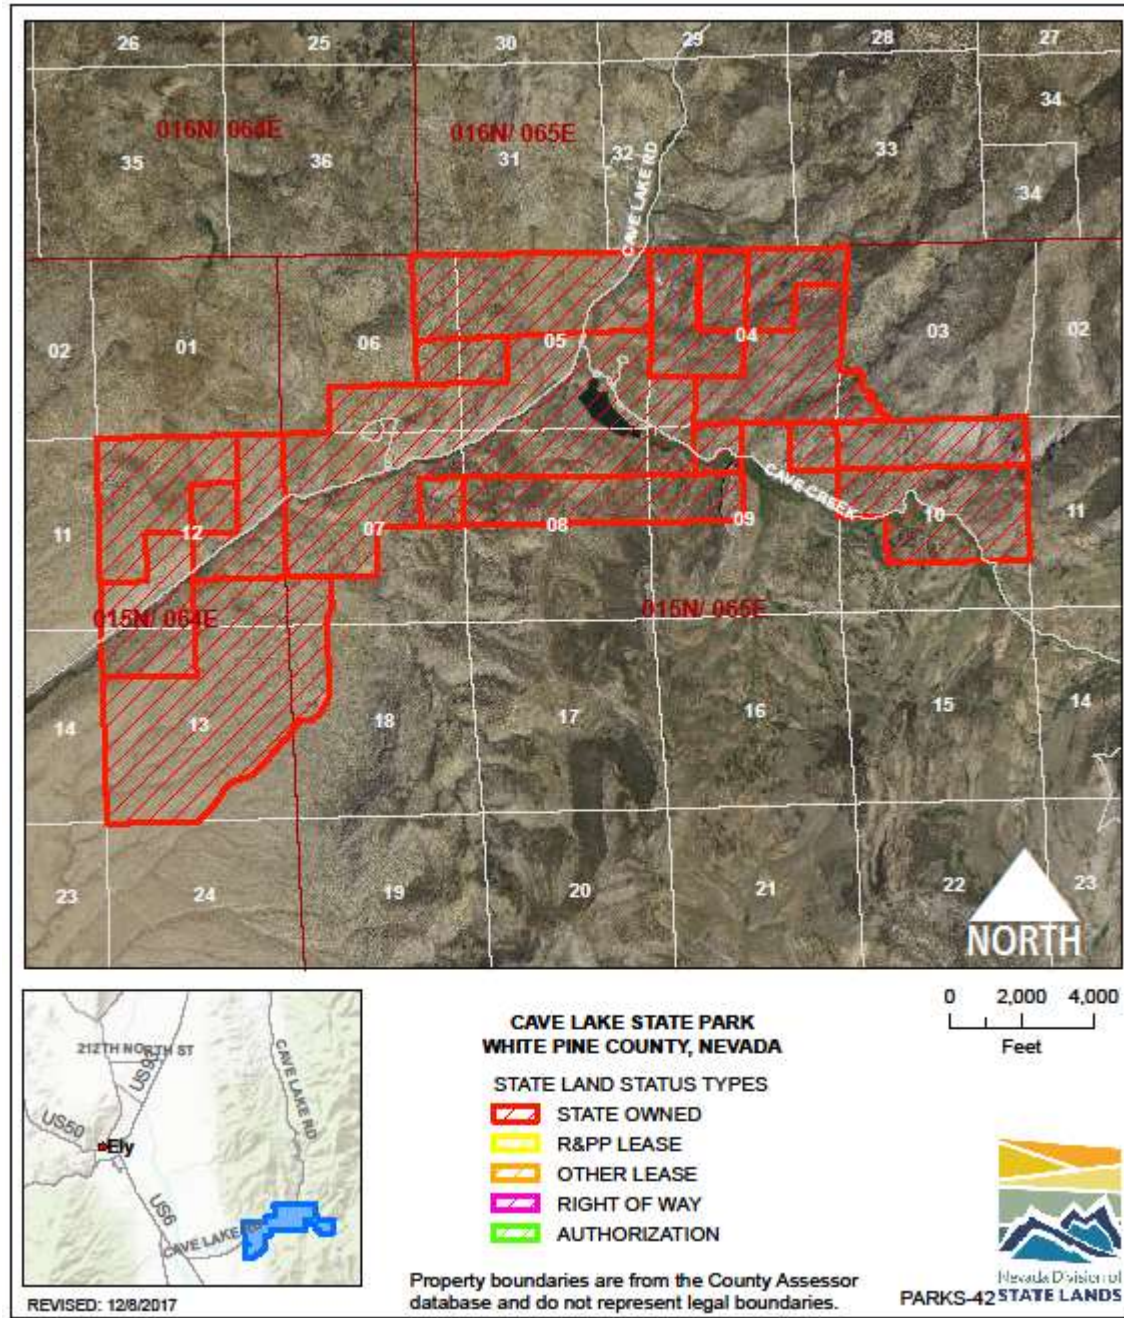 26 25 30 29 28 27
34
016N/ 064E 016N/ 065E
35 36 31 32 33
34
CAVE LAKE RD
02 01 06 05 04 03 02
11 12 07 08 09 10 11
CAVE CREEK
015N/ 064E 015N/ 065E
14 13 18 17 16 15 14
23 24 19 20 21 22 23
NORTH
212TH NORTH ST
US93
US50
Ely
US6
CAVE LAKE RD
CAVE LAKE RD
REVISED: 12/8/2017
CAVE LAKE STATE PARK
WHITE PINE COUNTY, NEVADA
STATE LAND STATUS TYPES
STATE OWNED
R&PP LEASE
OTHER LEASE
RIGHT OF WAY
AUTHORIZATION
Property boundaries are from the County Assessor
database and do not represent legal boundaries.
0 2,000 4,000
Feet
PARKS-42
Nevada Division of
STATE LANDS